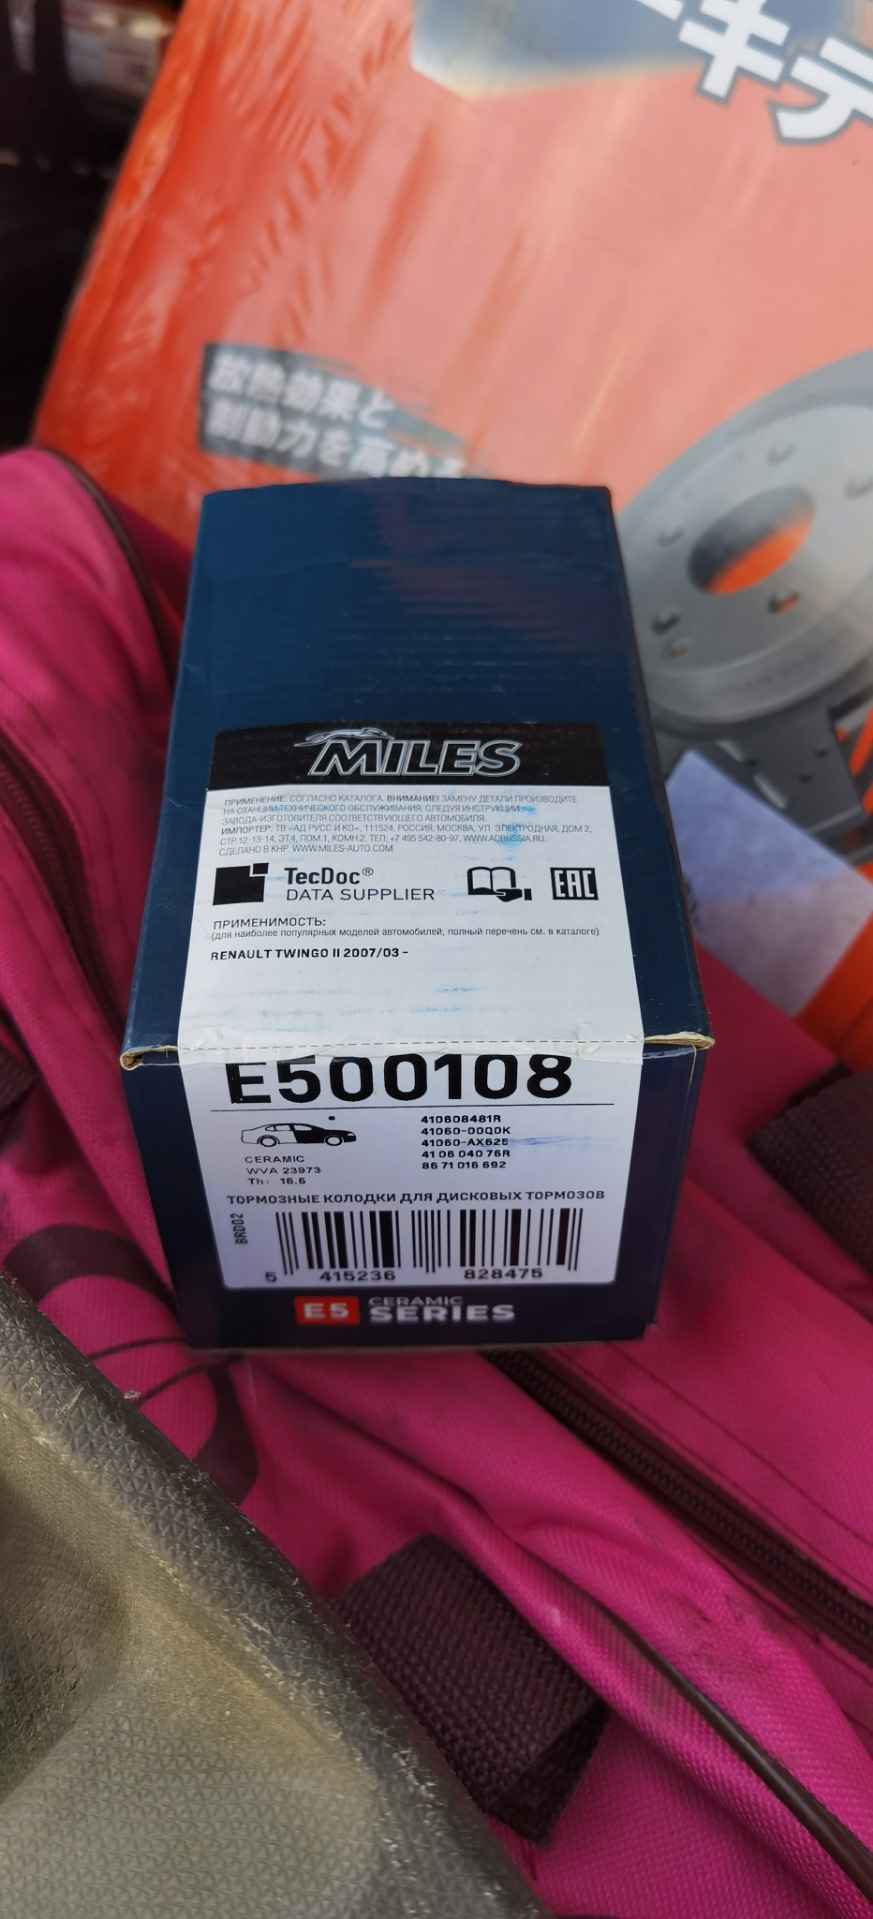 キテ
放熱効果と
制動力を高める
MILES
ПРИМЕНЕНИЕ: СОГЛАСНО КАТАЛОГА. ВНИМАНИЕ! ЗАМЕНУ ДЕТАЛИ ПРОИЗВОДИТЕ
НА СТАНЦИИ ТЕХНИЧЕСКОГО ОБСЛУЖИВАНИЯ, СЛЕДУЯ ИНСТРУКЦИИ
ЗАВОДА-ИЗГОТОВИТЕЛЯ СООТВЕТСТВУЮЩЕГО АВТОМОБИЛЯ.
ИМПОРТЕР: ТВ «АД РУСС И КО», 111524, РОССИЯ, МОСКВА, УЛ. ЭЛЕКТРОДНАЯ, ДОМ 2,
СТР.12-13-14, ЭТ.4, ПОМ.1, КОМН.2, ТЕЛ: +7 495 542-80-97, WWW.ADRUSSIA.RU.
СДЕЛАНО В КНР. WWW.MILES-AUTO.COM
TecDoc®
DATA SUPPLIER
EAC
ПРИМЕНИМОСТЬ:
(для наиболее популярных моделей автомобилей, полный перечень см. в каталоге)
RENAULT TWINGO II 2007/03 -
E500108
410608481R
41060-00Q0K
41060-AX625
41 06 040 76R
86 71 016 692
CERAMIC
WVA 23973
Th: 16.6
ТОРМОЗНЫЕ КОЛОДКИ ДЛЯ ДИСКОВЫХ ТОРМОЗОВ
BRD02
5 415236 828475
E5 CERAMIC
SERIES